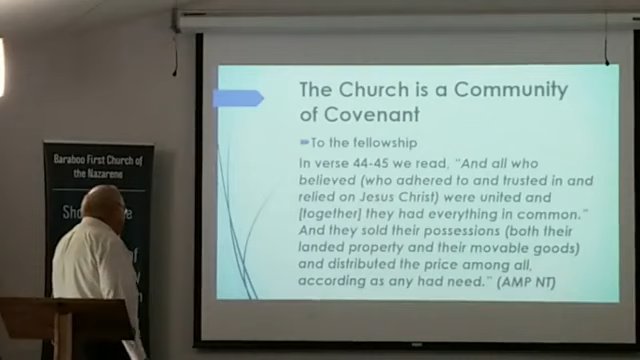 The Church is a Community
of Covenant
To the fellowship
In verse 44-45 we read, "And all who
believed (who adhered to and trusted in and
relied on Jesus Christ) were united and
[together] they had everything in common."
And they sold their possessions (both their
landed property and their movable goods)
and distributed the price among all,
according as any had need." (AMP NT)
Baraboo First Church of
the Nazarene